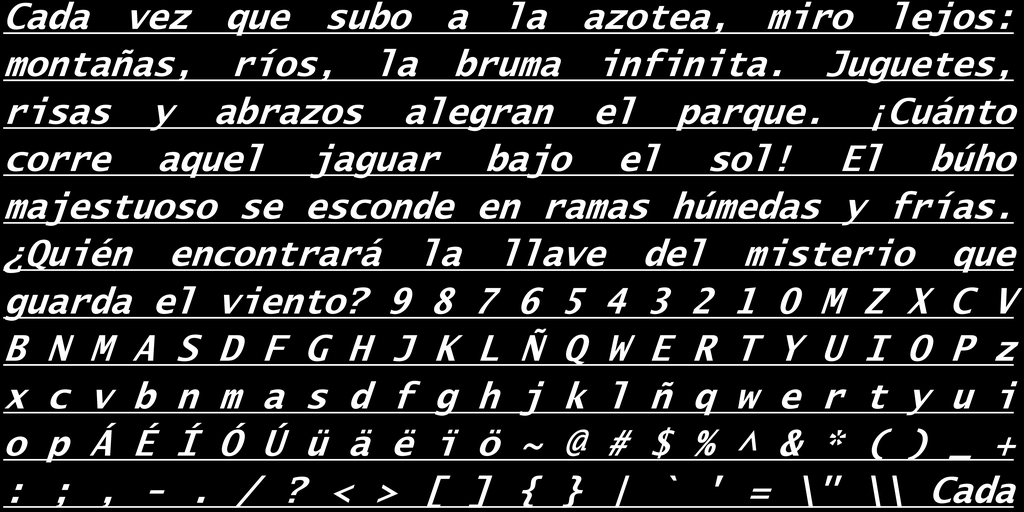 Cada vez que subo a la azotea, miro lejos:
montañas, ríos, la bruma infinita. Juguetes,
risas y abrazos alegran el parque. ¡Cuánto
corre aquel jaguar bajo el sol! El búho
majestuoso se esconde en ramas húmedas y frías.
¿Quién encontrará la llave del misterio que
guarda el viento? 9 8 7 6 5 4 3 2 1 0 M Z X C V
B N M A S D F G H J K L Ñ Q W E R T Y U I O P z
x c v b n m a s d f g h j k l ñ q w e r t y u i
o p Á É Í Ó Ú ü ä ë ï ö ~ @ # $ % ^ & * ( ) _ +
: ; , - . / ? < > [ ] { } | ` ' = \" \\ Cada